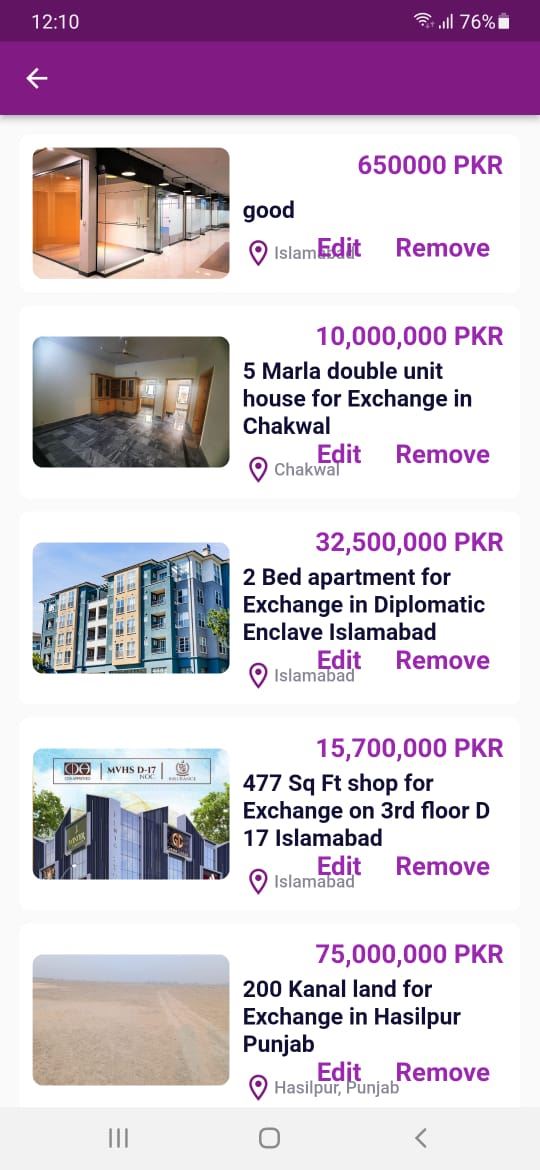 12:10
76%
650000 PKR
good
Islamabad
Edit Remove
10,000,000 PKR
5 Marla double unit
house for Exchange in
Chakwal
Edit Remove
Chakwal
32,500,000 PKR
2 Bed apartment for
Exchange in Diplomatic
Enclave Islamabad
Edit Remove
Islamabad
15,700,000 PKR
477 Sq Ft shop for
Exchange on 3rd floor D
17 Islamabad
Edit Remove
Islamabad
MVHS D-17
NOC
INSURANCE
75,000,000 PKR
200 Kanal land for
Exchange in Hasilpur
Punjab
Edit Remove
Hasilpur, Punjab